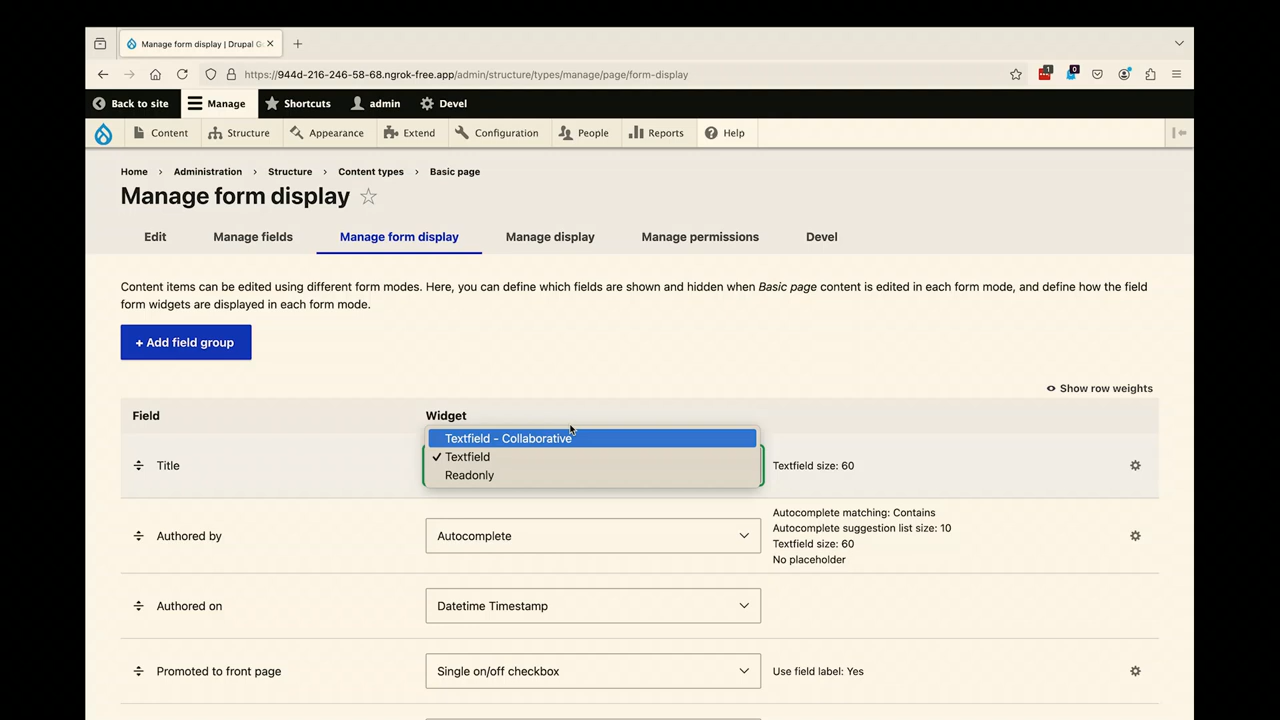 Manage form display | Drupal G
https://944d-216-246-58-68.ngrok-free.app/admin/structure/types/manage/page/form-display
1
0
Back to site
Manage
Shortcuts
admin
Devel
Content
Structure
Appearance
Extend
Configuration
People
Reports
Help
Home
Administration
Structure
Content types
Basic page
Manage form display
Edit
Manage fields
Manage form display
Manage display
Manage permissions
Devel
Content items can be edited using different form modes. Here, you can define which fields are shown and hidden when Basic page content is edited in each form mode, and define how the field
form widgets are displayed in each form mode.
+ Add field group
Show row weights
Field
Widget
Textfield - Collaborative
Textfield
Readonly
Title
Textfield size: 60
Authored by
Autocomplete
Autocomplete matching: Contains
Autocomplete suggestion list size: 10
Textfield size: 60
No placeholder
Authored on
Datetime Timestamp
Promoted to front page
Single on/off checkbox
Use field label: Yes